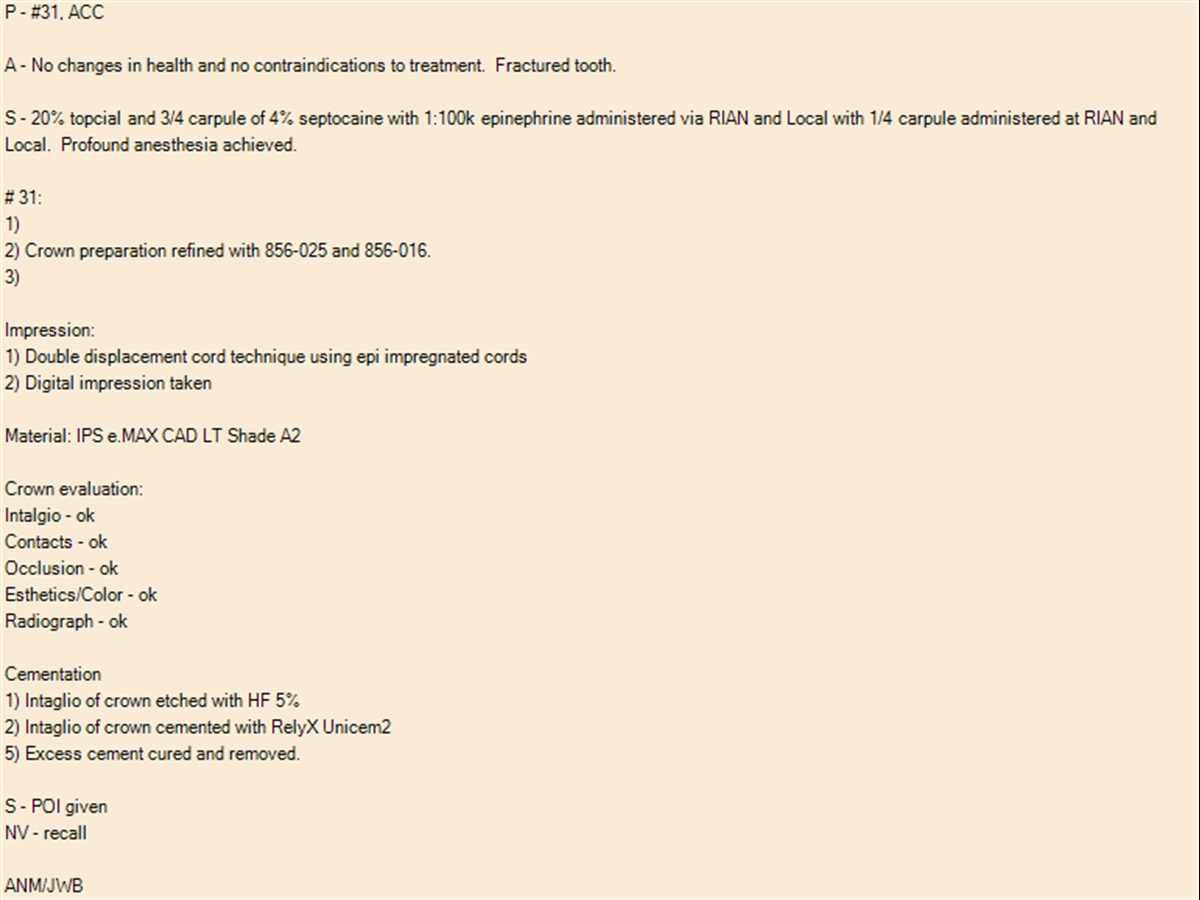 P - #31, ACC
A - No changes in health and no contraindications to treatment.  Fractured tooth.
S - 20% topcial and 3/4 carpule of 4% septocaine with 1:100k epinephrine administered via RIAN and Local with 1/4 carpule administered at RIAN and
Local.  Profound anesthesia achieved.
# 31:
1)
2) Crown preparation refined with 856-025 and 856-016.
3)
Impression:
1) Double displacement cord technique using epi impregnated cords
2) Digital impression taken
Material: IPS e.MAX CAD LT Shade A2
Crown evaluation:
Intalgio - ok
Contacts - ok
Occlusion - ok
Esthetics/Color - ok
Radiograph - ok
Cementation
1) Intaglio of crown etched with HF 5%
2) Intaglio of crown cemented with RelyX Unicem2
5) Excess cement cured and removed.
S - POI given
NV - recall
ANM/JWB